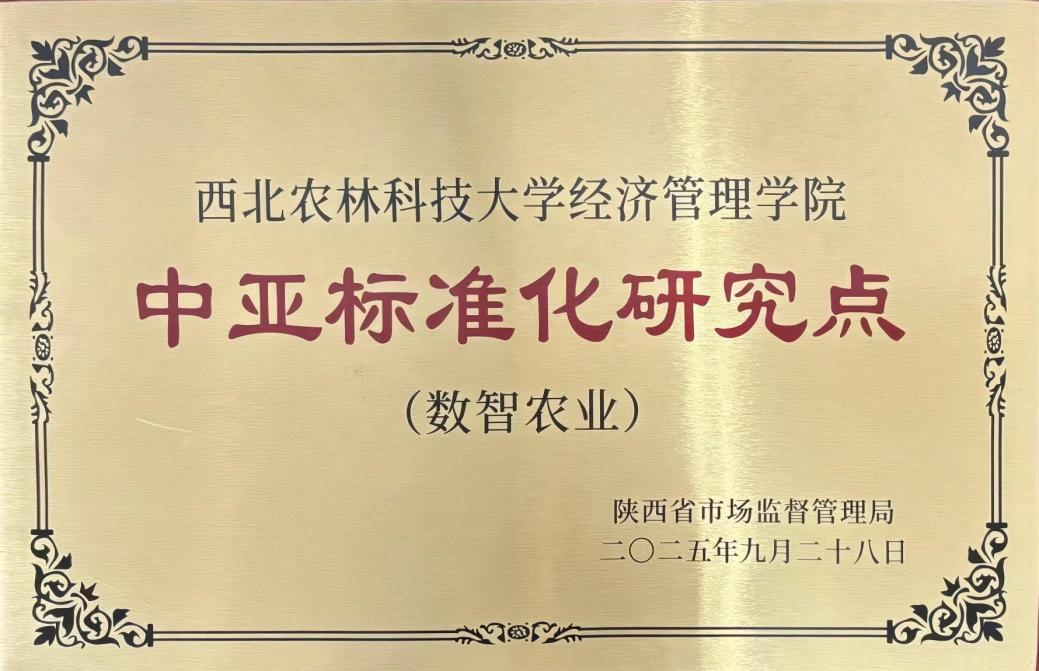 西北农林科技大学经济管理学院
中亚标准化研究点
（数智农业）
陕西省市场监督管理局
二〇二五年九月二十八日